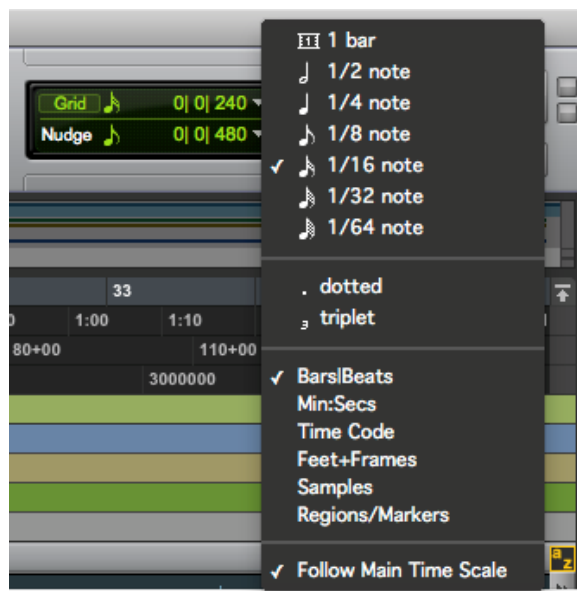 1 bar
1/2 note
1/4 note
1/8 note
✓ 1/16 note
1/32 note
1/64 note
. dotted
3 triplet
✓ Bars|Beats
Min:Secs
Time Code
Feet+Frames
Samples
Regions/Markers
✓ Follow Main Time Scale
Grid 0| 0| 240
Nudge 0| 0| 480
33
1:00 1:10
80+00 110+00
3000000
a z